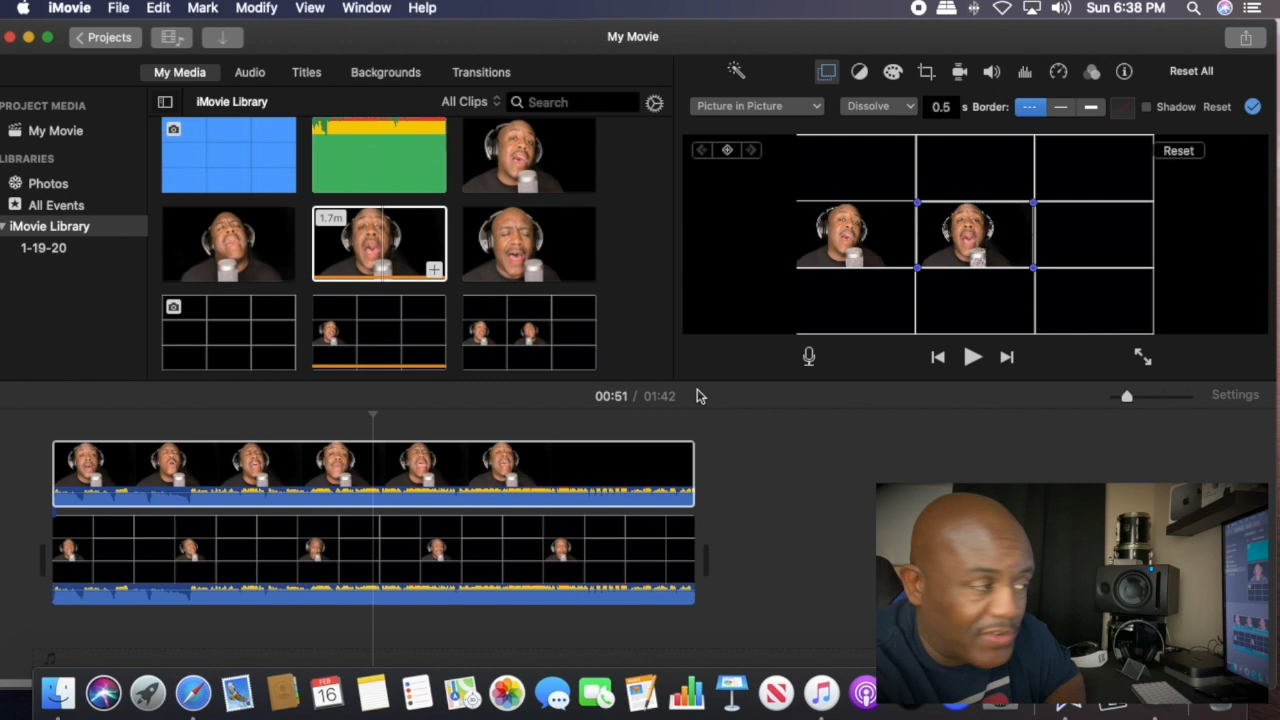 iMovie File Edit Mark Modify View Window Help Sun 6:38 PM
Projects My Movie
My Media Audio Titles Backgrounds Transitions Reset All
PROJECT MEDIA iMovie Library All Clips Search Picture in Picture Dissolve 0.5 s Border: Shadow Reset
My Movie
LIBRARIES Reset
Photos
All Events
iMovie Library 1.7m
1-19-20
00:51 / 01:42 Settings
FEB
16